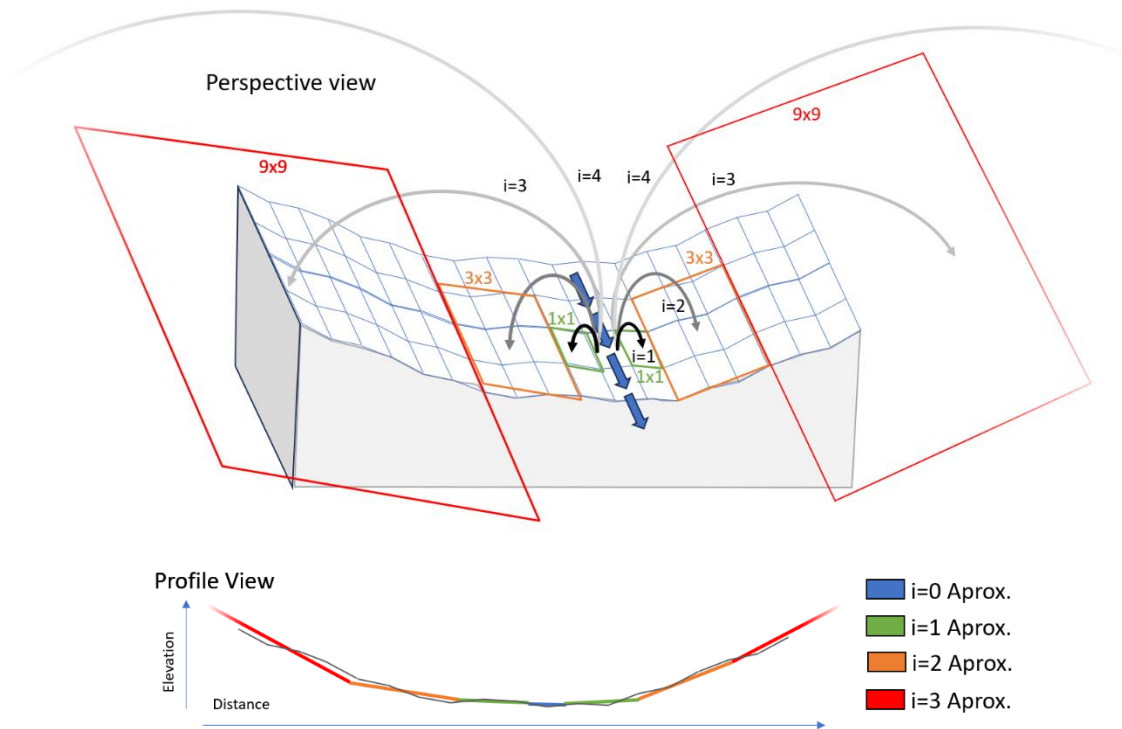 Perspective view
9x9
9x9
i=3
i=4
i=4
i=3
3x3
3x3
i=2
1x1
i=1
1x1
Profile View
Elevation
Distance
i=0 Aprox.
i=1 Aprox.
i=2 Aprox.
i=3 Aprox.